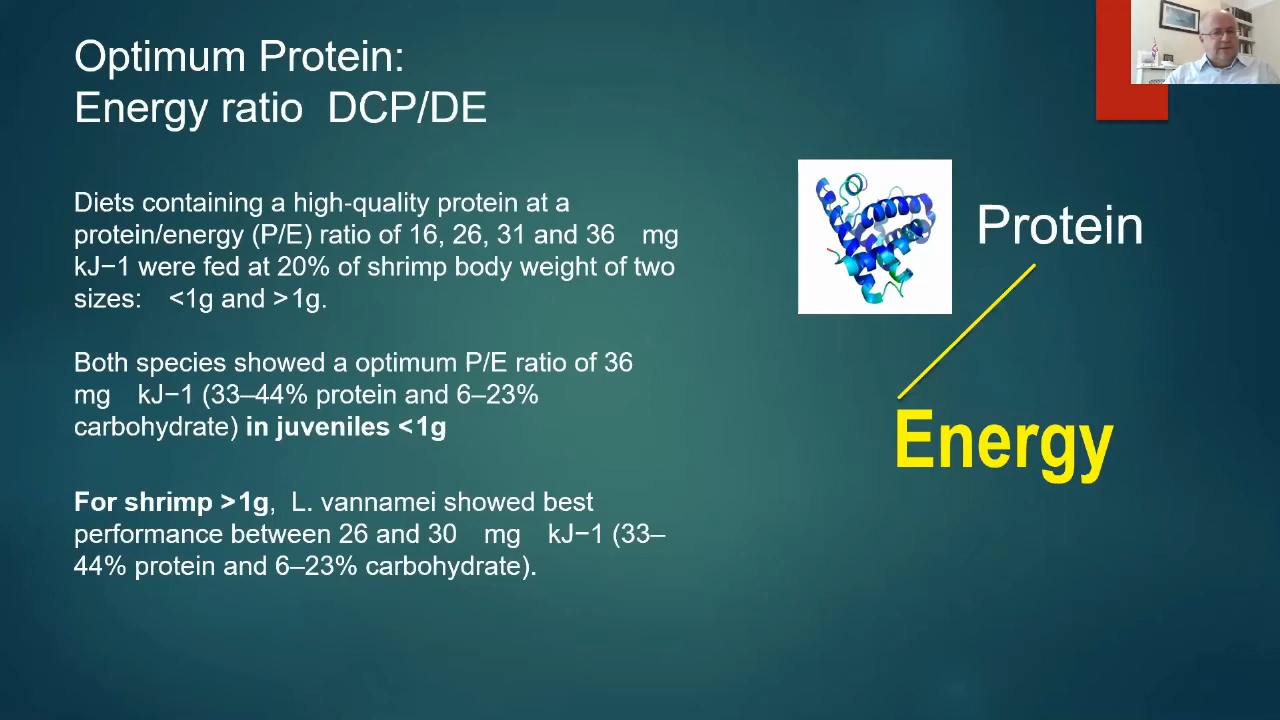 Optimum Protein:
Energy ratio DCP/DE
Diets containing a high-quality protein at a
protein/energy (P/E) ratio of 16, 26, 31 and 36 mg
kJ−1 were fed at 20% of shrimp body weight of two
sizes: <1g and >1g.
Both species showed a optimum P/E ratio of 36
mg kJ−1 (33–44% protein and 6–23%
carbohydrate) in juveniles <1g
For shrimp >1g, L. vannamei showed best
performance between 26 and 30 mg kJ−1 (33–
44% protein and 6–23% carbohydrate).
Protein
Energy